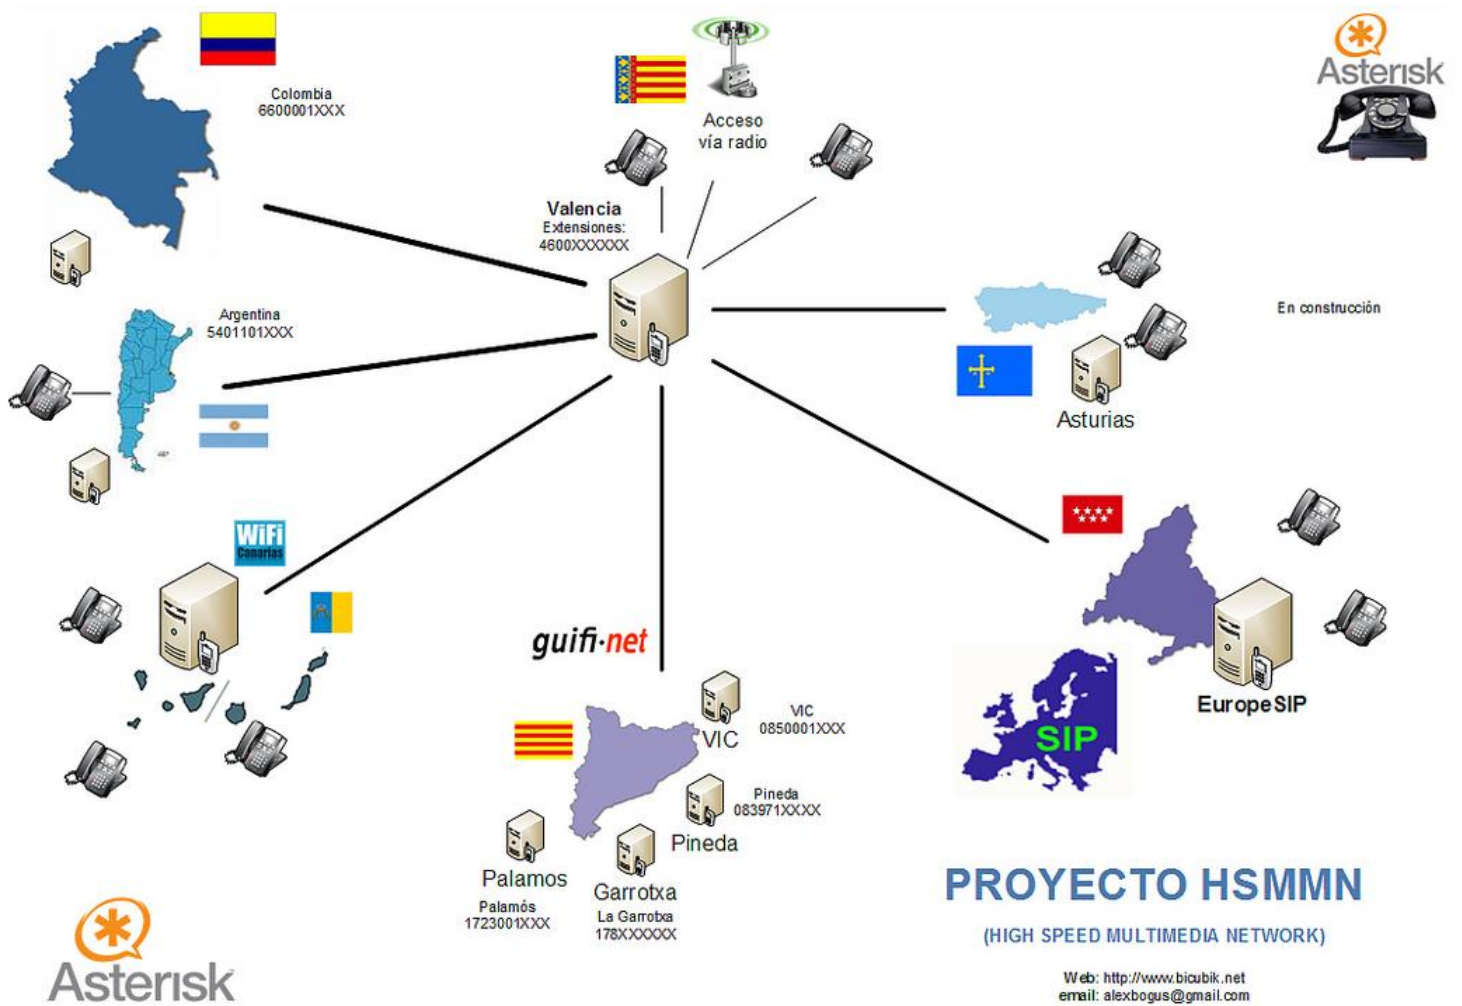 Asterisk
Colombia
6600001XXX
Acceso
vía radio
Valencia
Extensiones:
4600XXXXXX
Argentina
5401101XXX
En construcción
Asturias
WiFi
Canarias
guifi·net
EuropeSIP
SIP
VIC
VIC
0850001XXX
Pineda
083971XXXX
Pineda
Palamos
Palamós
1723001XXX
Garrotxa
La Garrotxa
178XXXXXX
PROYECTO HSMMN
(HIGH SPEED MULTIMEDIA NETWORK)
Web: http://www.bicubik.net
email: alexbogus@gmail.com
Asterisk